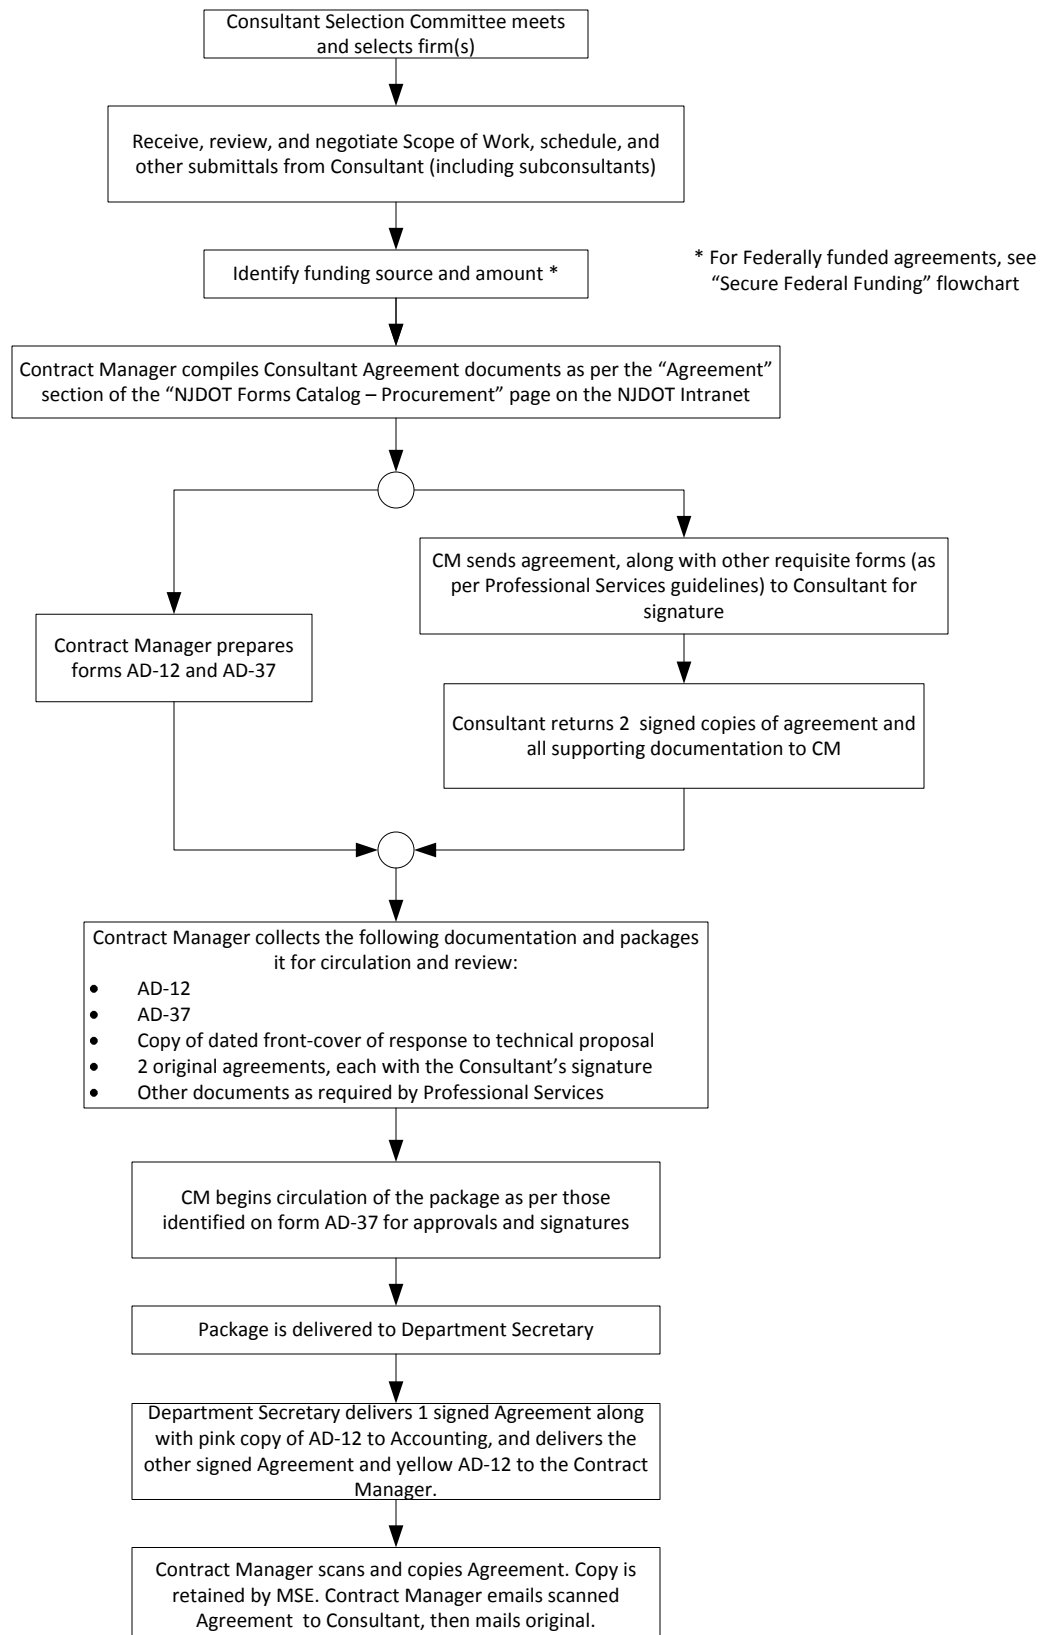 Consultant Selection Committee meets
and selects firm(s)
Receive, review, and negotiate Scope of Work, schedule, and
other submittals from Consultant (including subconsultants)
Identify funding source and amount *
* For Federally funded agreements, see
“Secure Federal Funding” flowchart
Contract Manager compiles Consultant Agreement documents as per the “Agreement”
section of the “NJDOT Forms Catalog – Procurement” page on the NJDOT Intranet
CM sends agreement, along with other requisite forms (as
per Professional Services guidelines) to Consultant for
signature
Contract Manager prepares
forms AD-12 and AD-37
Consultant returns 2 signed copies of agreement and
all supporting documentation to CM
Contract Manager collects the following documentation and packages
it for circulation and review:
• AD-12
• AD-37
• Copy of dated front-cover of response to technical proposal
• 2 original agreements, each with the Consultant’s signature
• Other documents as required by Professional Services
CM begins circulation of the package as per those
identified on form AD-37 for approvals and signatures
Package is delivered to Department Secretary
Department Secretary delivers 1 signed Agreement along
with pink copy of AD-12 to Accounting, and delivers the
other signed Agreement and yellow AD-12 to the Contract
Manager.
Contract Manager scans and copies Agreement. Copy is
retained by MSE. Contract Manager emails scanned
Agreement to Consultant, then mails original.